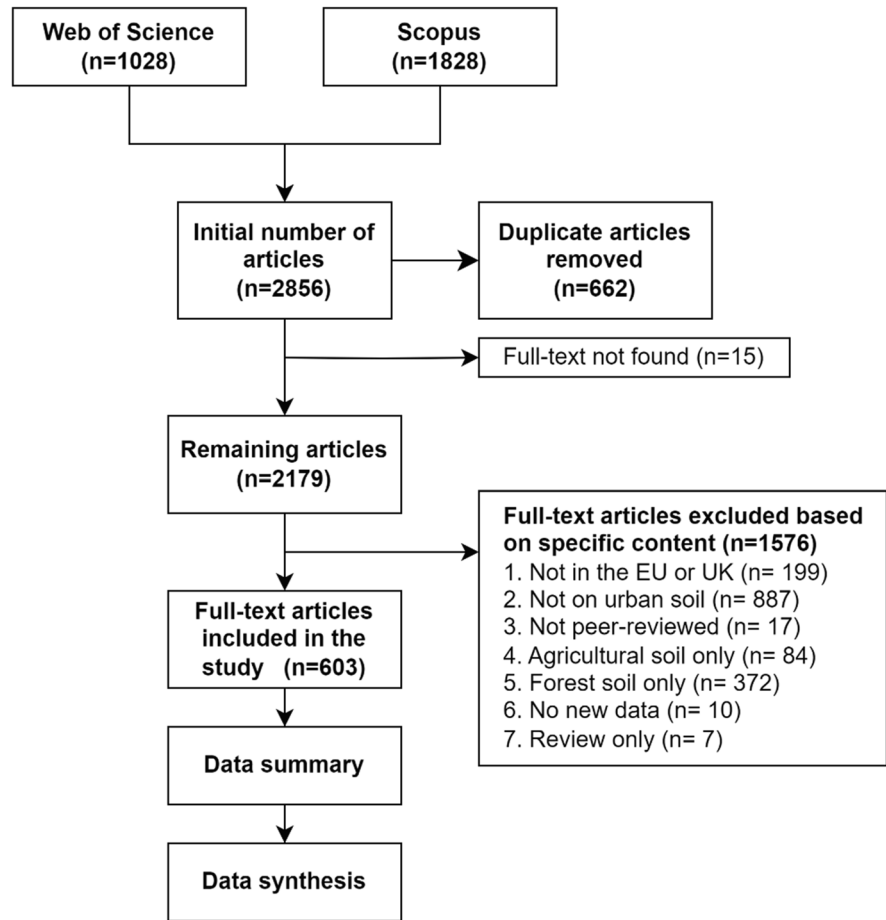 Web of Science
(n=1028)
Scopus
(n=1828)
Initial number of
articles
(n=2856)
Duplicate articles
removed
(n=662)
Full-text not found (n=15)
Remaining articles
(n=2179)
Full-text articles excluded based
on specific content (n=1576)
1. Not in the EU or UK (n= 199)
2. Not on urban soil (n= 887)
3. Not peer-reviewed (n= 17)
4. Agricultural soil only (n= 84)
5. Forest soil only (n= 372)
6. No new data (n= 10)
7. Review only (n= 7)
Full-text articles
included in the
study (n=603)
Data summary
Data synthesis